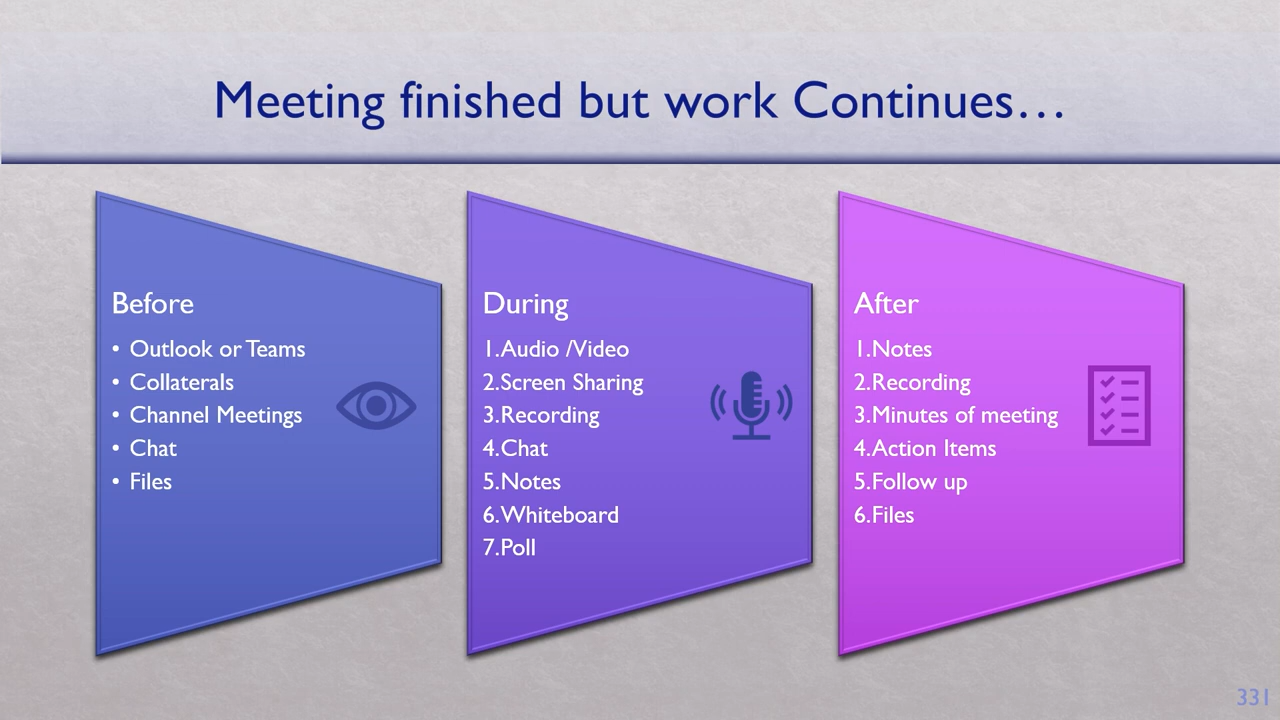 Meeting finished but work Continues…
Before
• Outlook or Teams
• Collaterals
• Channel Meetings
• Chat
• Files
During
1.Audio /Video
2.Screen Sharing
3.Recording
4.Chat
5.Notes
6.Whiteboard
7.Poll
After
1.Notes
2.Recording
3.Minutes of meeting
4.Action Items
5.Follow up
6.Files
331